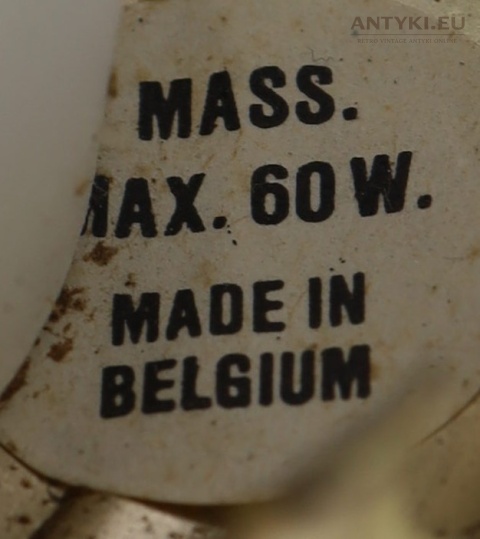 ANTYKI.EU
MASS.
MAX. 60 W.
MADE IN
BELGIUM